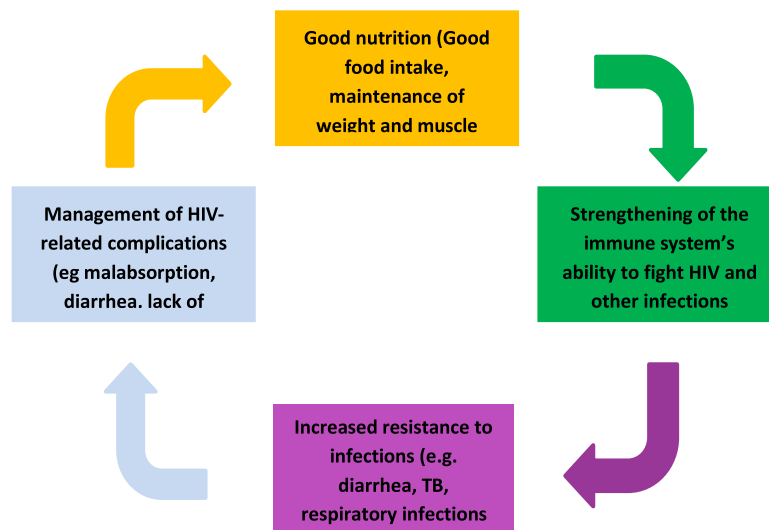 Good nutrition (Good
food intake,
maintenance of
weight and muscle
Strengthening of the
immune system’s
ability to fight HIV and
other infections
Increased resistance to
infections (e.g.
diarrhea, TB,
respiratory infections
Management of HIV-
related complications
(eg malabsorption,
diarrhea. lack of